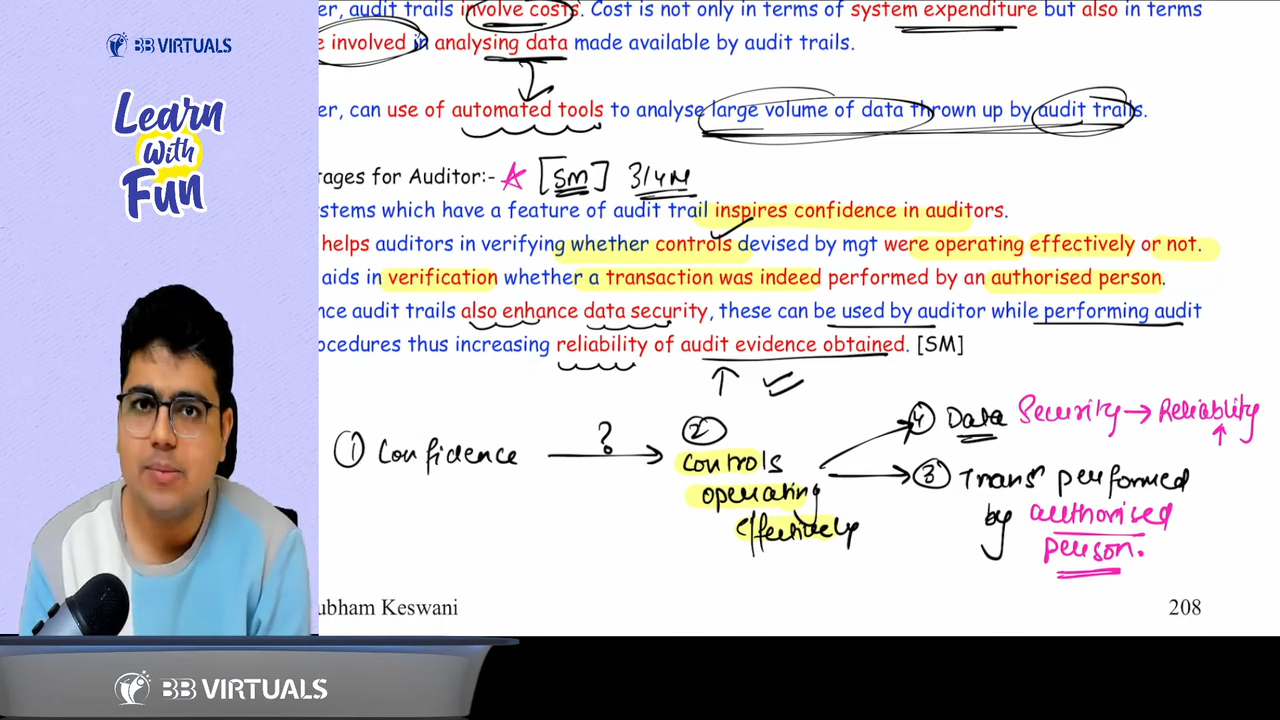 BB VIRTUALS
Learn
With
Fun
er, audit trails involve costs. Cost is not only in terms of system expenditure but also in terms
e involved in analysing data made available by audit trails.
er, can use of automated tools to analyse large volume of data thrown up by audit trails.
tages for Auditor:- [SM] 3/4M
stems which have a feature of audit trail inspires confidence in auditors.
helps auditors in verifying whether controls devised by mgt were operating effectively or not.
aids in verification whether a transaction was indeed performed by an authorised person.
nce audit trails also enhance data security, these can be used by auditor while performing audit
ocedures thus increasing reliability of audit evidence obtained. [SM]
① Confidence ? ② controls operating effectively
④ Data Security → Reliablity ↑
③ Transn performed
by authorised
person.
ubham Keswani 208
BB VIRTUALS